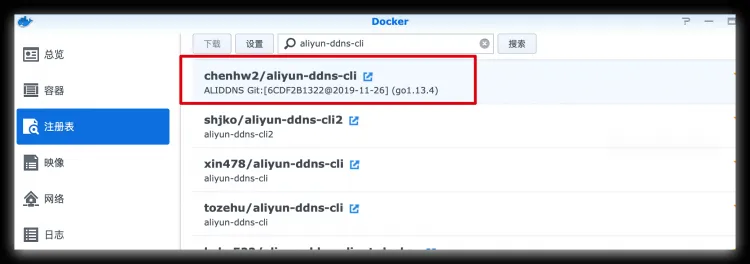 Docker
总览
容器
注册表
映像
网络
日志
下载 设置 aliyun-ddns-cli 搜索
chenhw2/aliyun-ddns-cli
ALIDDNS Git:[6CDF2B1322@2019-11-26] (go1.13.4)
shjko/aliyun-ddns-cli2
aliyun-ddns-cli2
xin478/aliyun-ddns-cli
aliyun-ddns-cli
tozehu/aliyun-ddns-cli
aliyun-ddns-cli